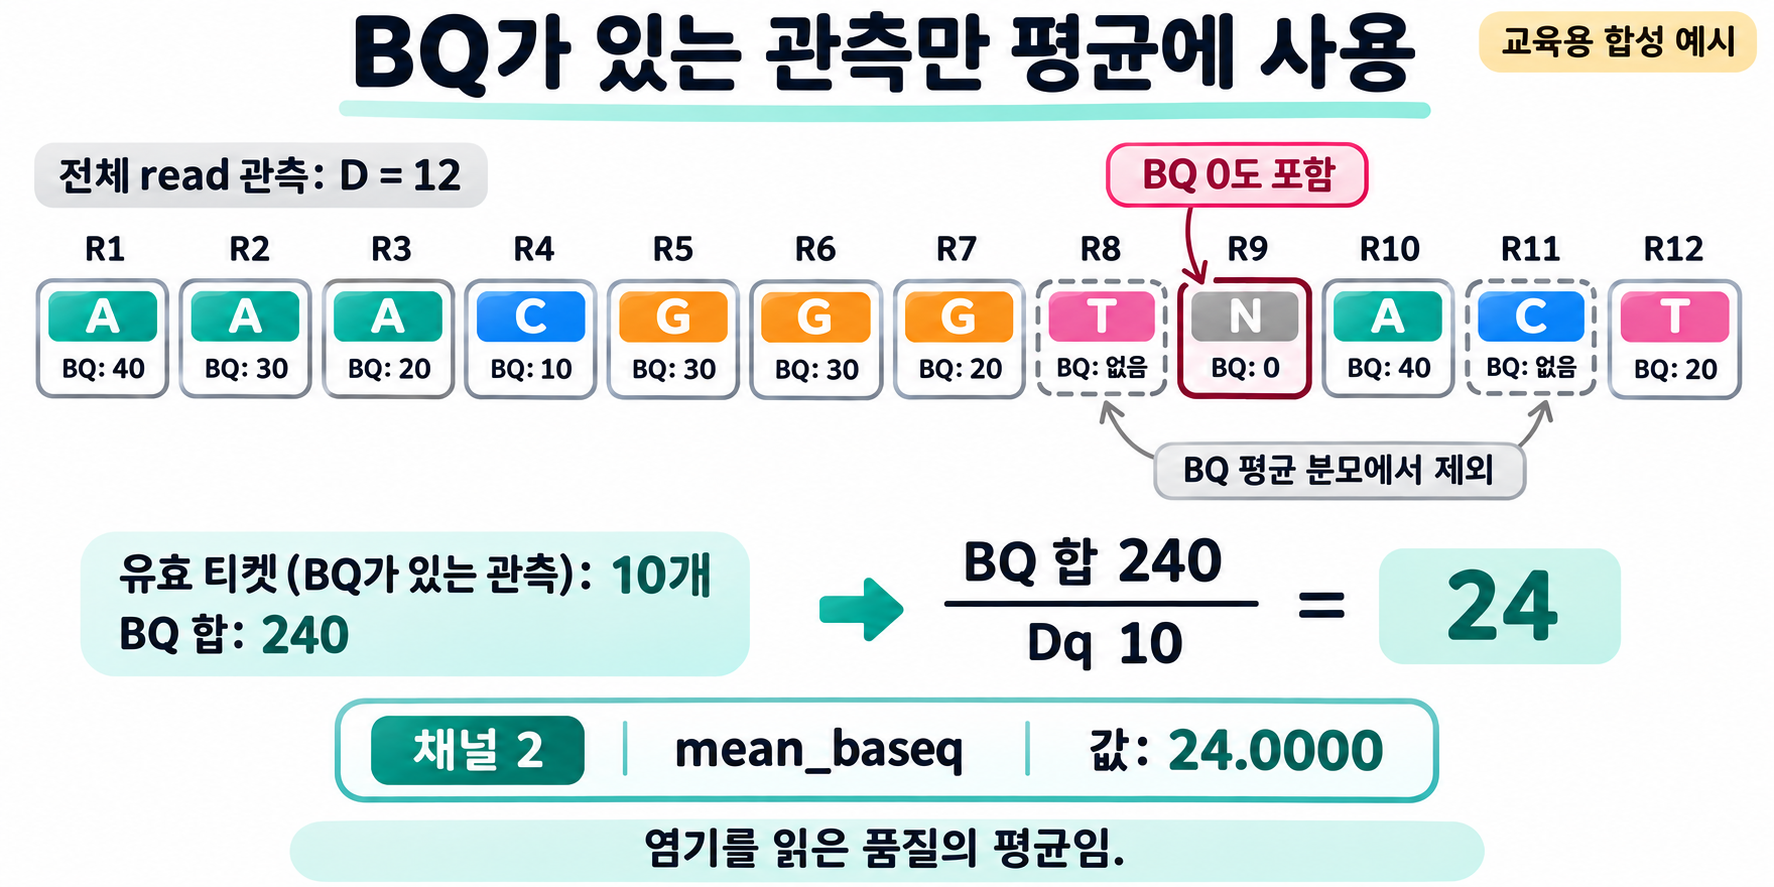 BQ가 있는 관측만 평균에 사용
교육용 합성 예시
전체 read 관측: D = 12
BQ 0도 포함
R1 R2 R3 R4 R5 R6 R7 R8 R9 R10 R11 R12
A A A C G G G T N A C T
BQ: 40 BQ: 30 BQ: 20 BQ: 10 BQ: 30 BQ: 30 BQ: 20 BQ: 없음 BQ: 0 BQ: 40 BQ: 없음 BQ: 20
BQ 평균 분모에서 제외
유효 티켓 (BQ가 있는 관측): 10개
BQ 합: 240
BQ 합 240
Dq 10
= 24
채널 2 mean_baseq 값: 24.0000
염기를 읽은 품질의 평균임.